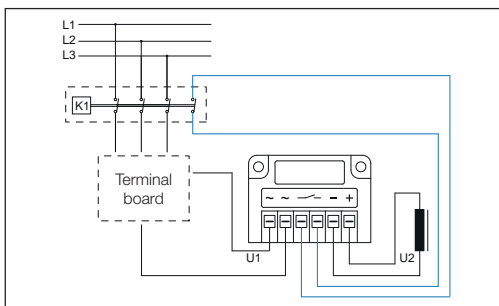 L1
L2
L3
K1
Terminal
board
~ ~ − +
U1
U2